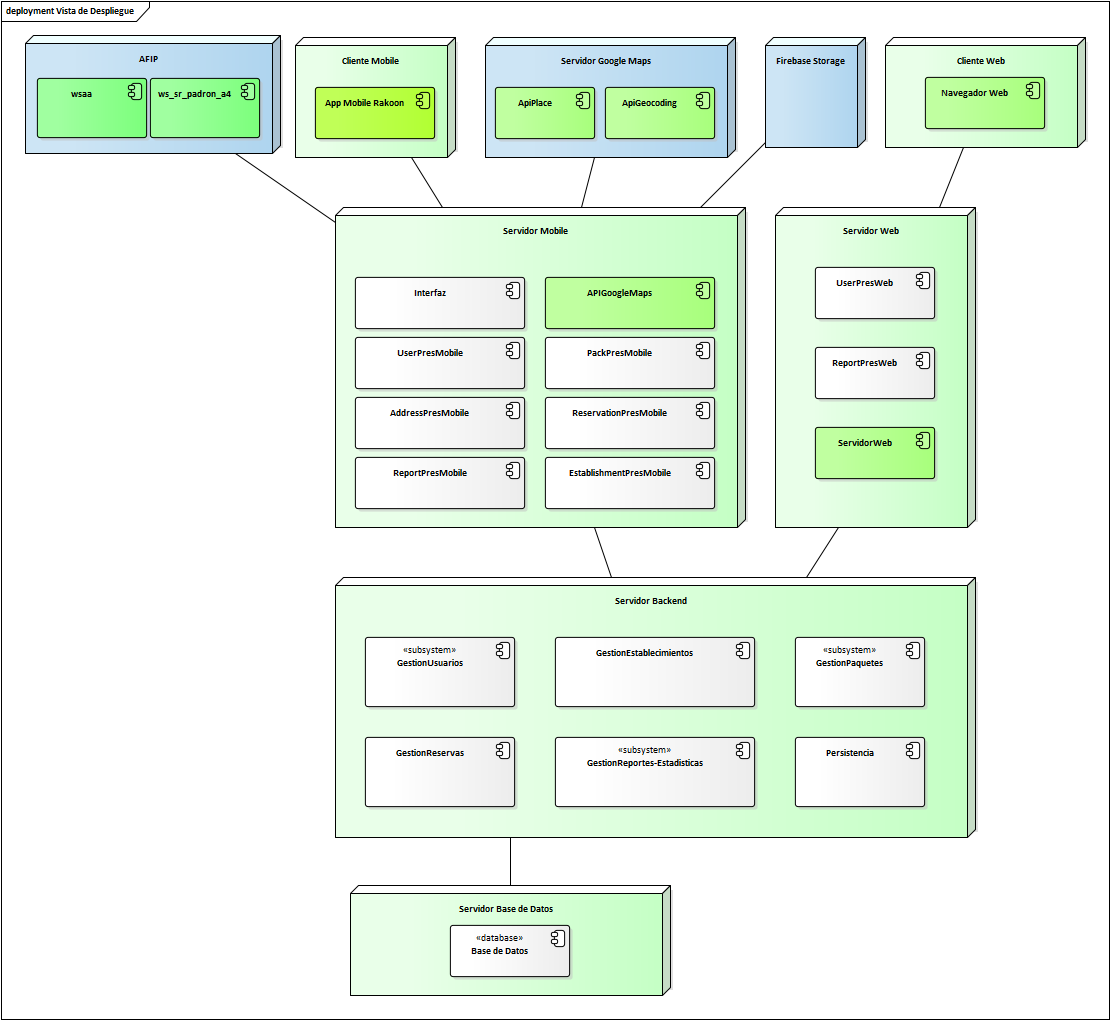 deployment Vista de Despliegue
AFIP
wsaa
ws_sr_padron_a4
Cliente Mobile
App Mobile Rakoon
Servidor Google Maps
ApiPlace
ApiGeocoding
Firebase Storage
Cliente Web
Navegador Web
Servidor Mobile
Interfaz
APIGoogleMaps
UserPresMobile
PackPresMobile
AddressPresMobile
ReservationPresMobile
ReportPresMobile
EstablishmentPresMobile
Servidor Web
UserPresWeb
ReportPresWeb
ServidorWeb
Servidor Backend
«subsystem»
GestionUsuarios
GestionEstablecimientos
«subsystem»
GestionPaquetes
GestionReservas
«subsystem»
GestionReportes-Estadisticas
Persistencia
Servidor Base de Datos
«database»
Base de Datos